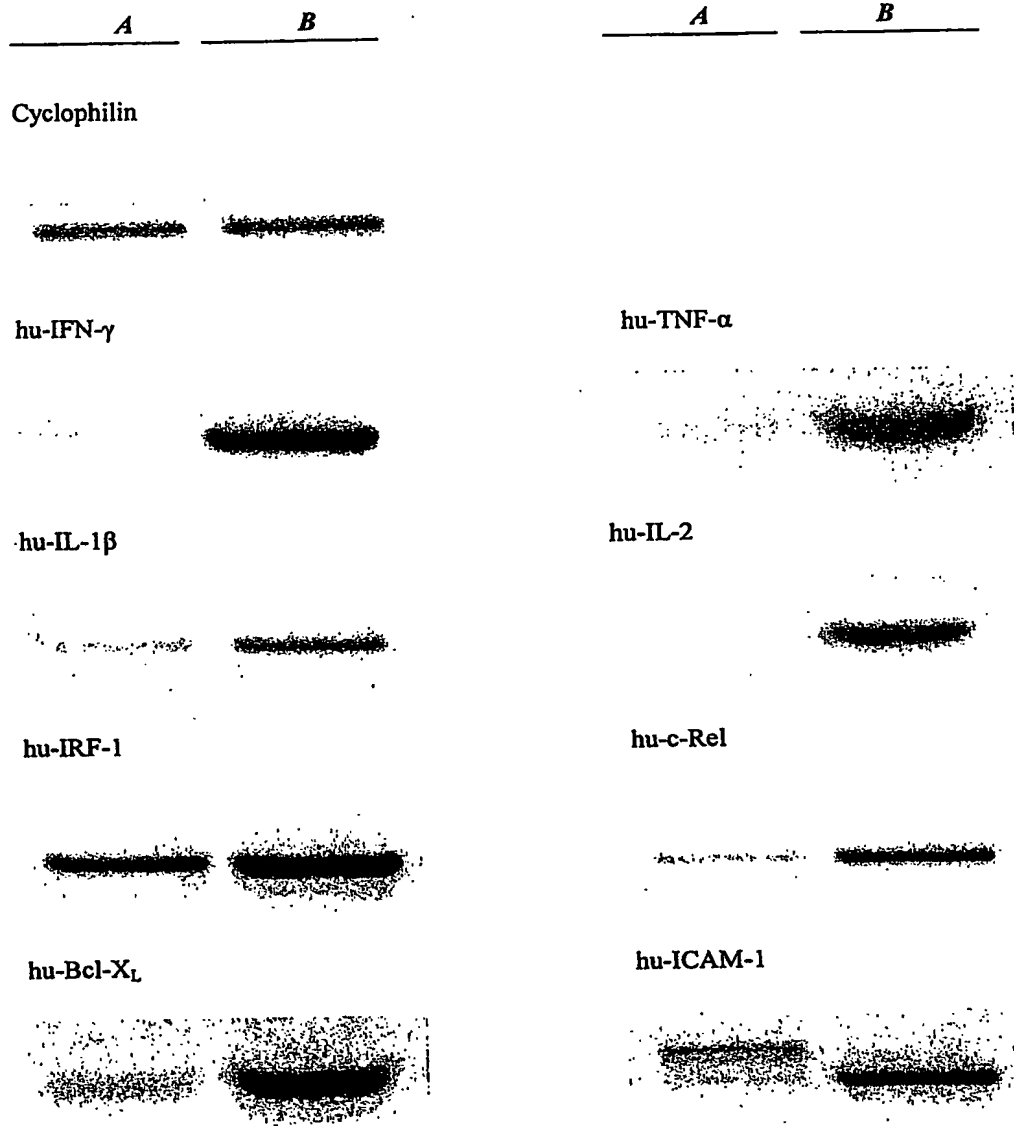 A B A B
Cyclophilin
hu-IFN-γ hu-TNF-α
hu-IL-1β hu-IL-2
hu-IRF-1 hu-c-Rel
hu-Bcl-X_L hu-ICAM-1